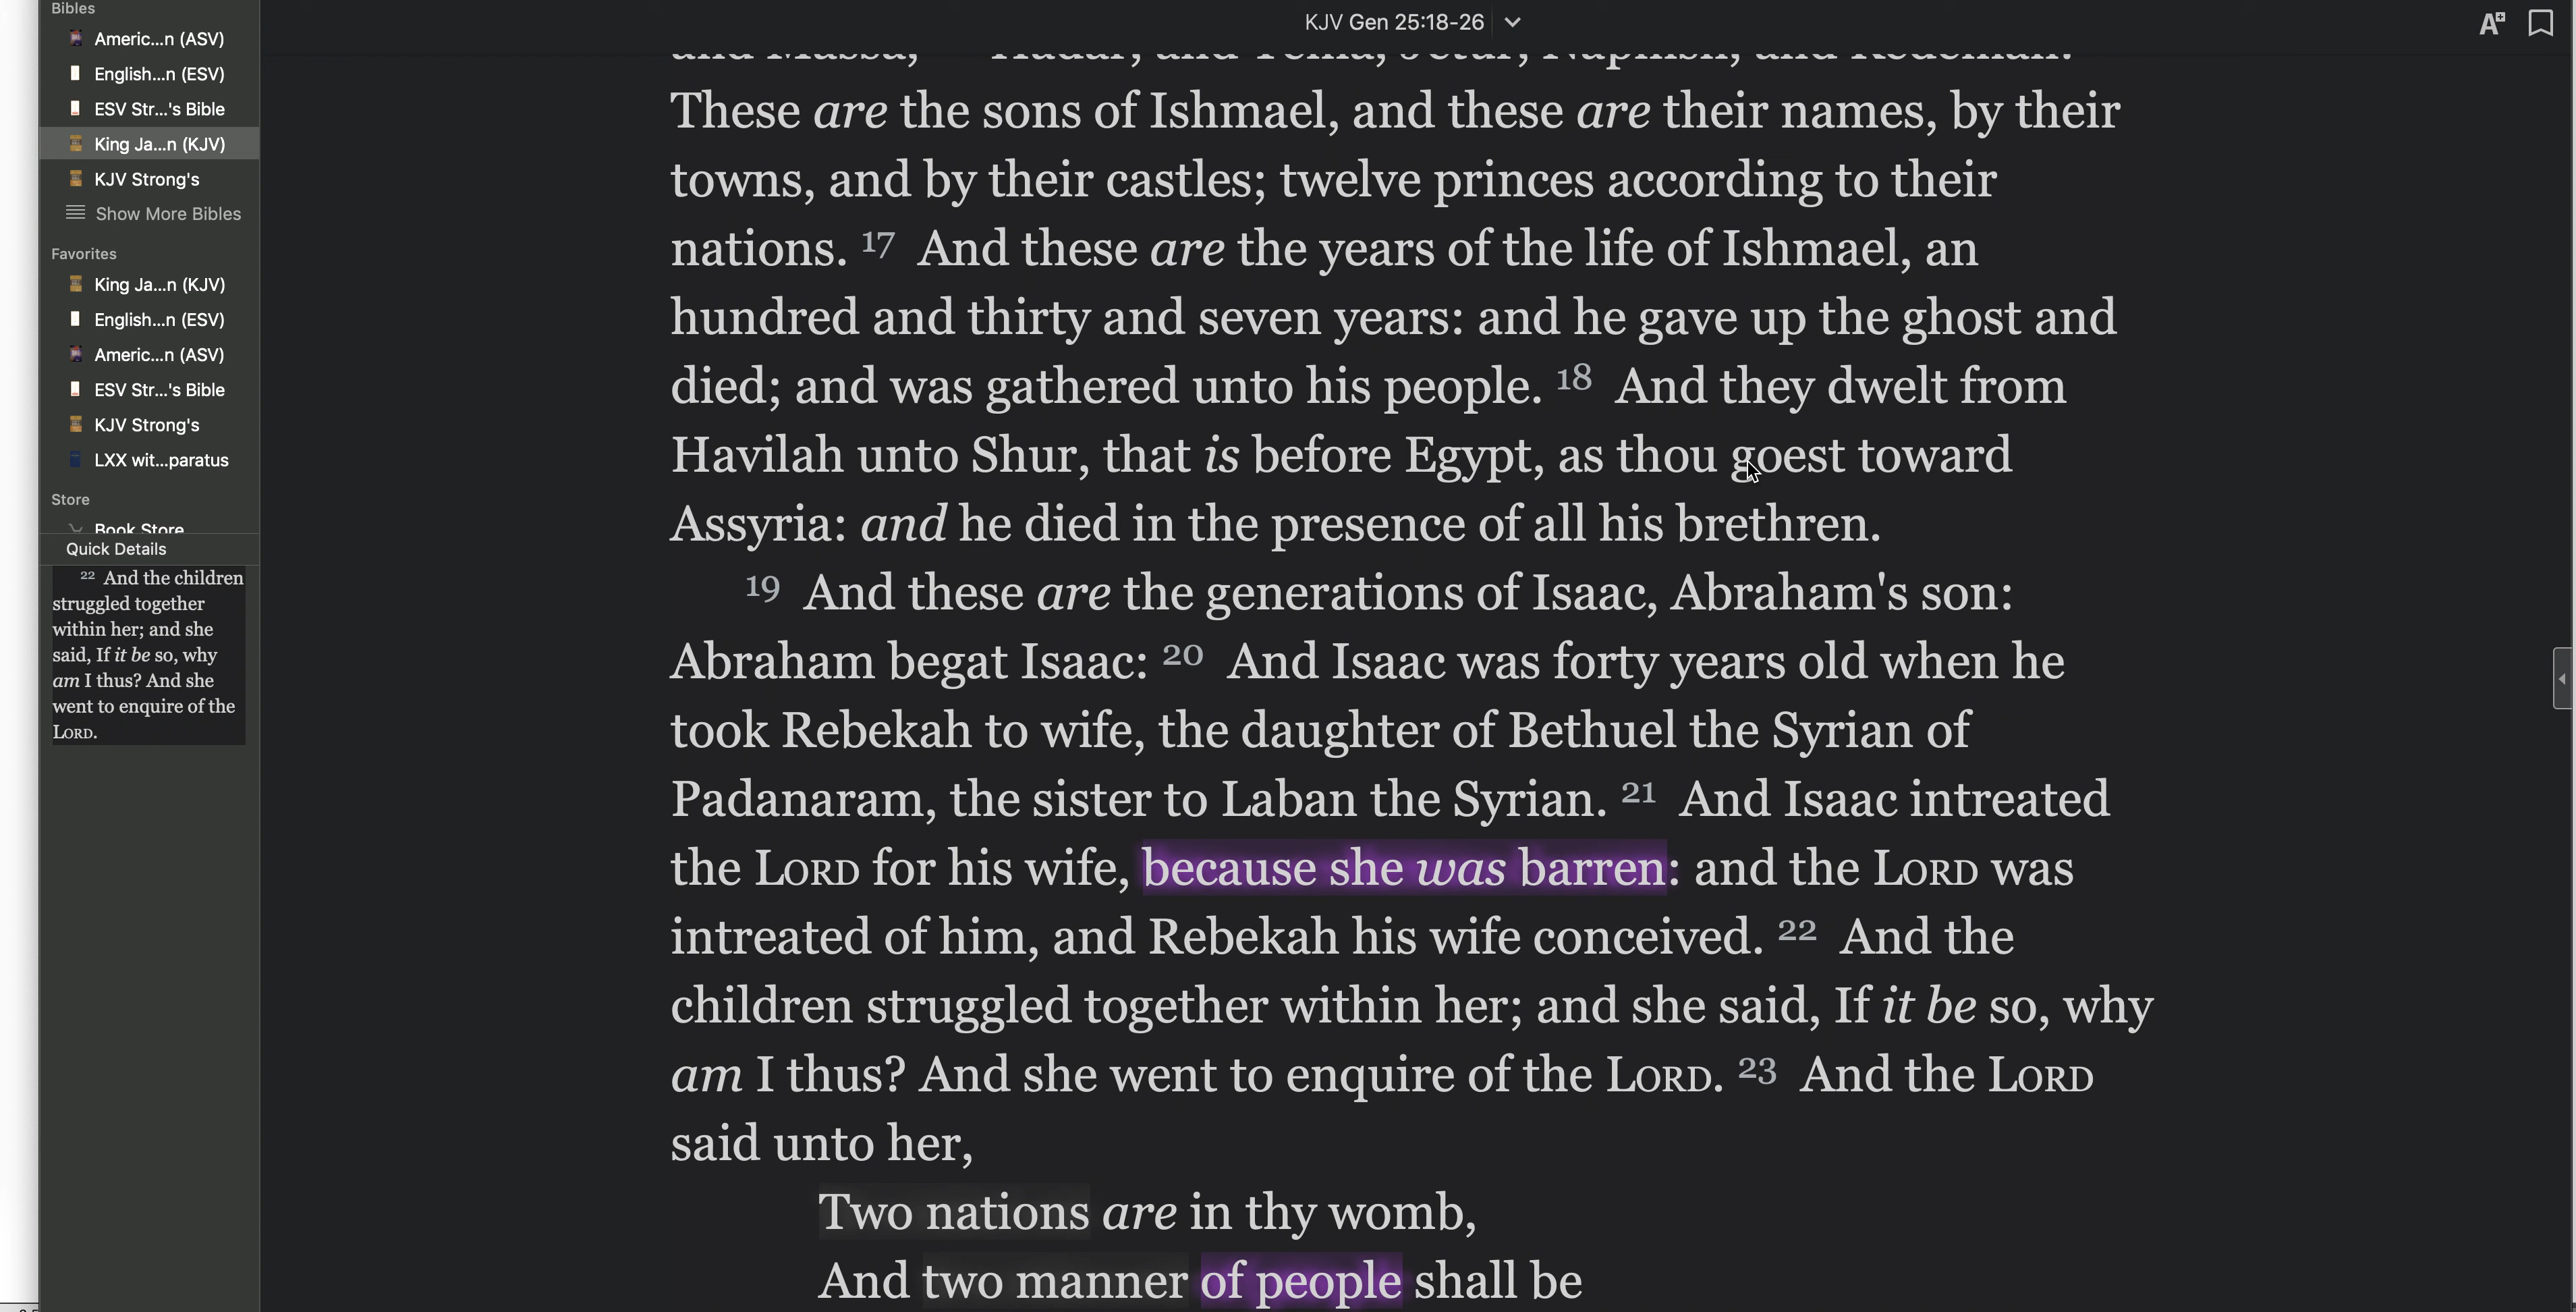 Bibles
Americ...n (ASV)
English...n (ESV)
ESV Str...'s Bible
King Ja...n (KJV)
KJV Strong's
Show More Bibles
Favorites
King Ja...n (KJV)
English...n (ESV)
Americ...n (ASV)
ESV Str...'s Bible
KJV Strong's
LXX wit...paratus
Store
Book Store
Quick Details
22 And the children
struggled together
within her; and she
said, If it be so, why
am I thus? And she
went to enquire of the
LORD.
KJV Gen 25:18-26
and Massa, Hadar, and Tema, Jetur, Naphish, and Kedemah:
These are the sons of Ishmael, and these are their names, by their
towns, and by their castles; twelve princes according to their
nations. 17 And these are the years of the life of Ishmael, an
hundred and thirty and seven years: and he gave up the ghost and
died; and was gathered unto his people. 18 And they dwelt from
Havilah unto Shur, that is before Egypt, as thou goest toward
Assyria: and he died in the presence of all his brethren.
19 And these are the generations of Isaac, Abraham's son:
Abraham begat Isaac: 20 And Isaac was forty years old when he
took Rebekah to wife, the daughter of Bethuel the Syrian of
Padanaram, the sister to Laban the Syrian. 21 And Isaac intreated
the LORD for his wife, because she was barren: and the LORD was
intreated of him, and Rebekah his wife conceived. 22 And the
children struggled together within her; and she said, If it be so, why
am I thus? And she went to enquire of the LORD. 23 And the LORD
said unto her,
Two nations are in thy womb,
And two manner of people shall be